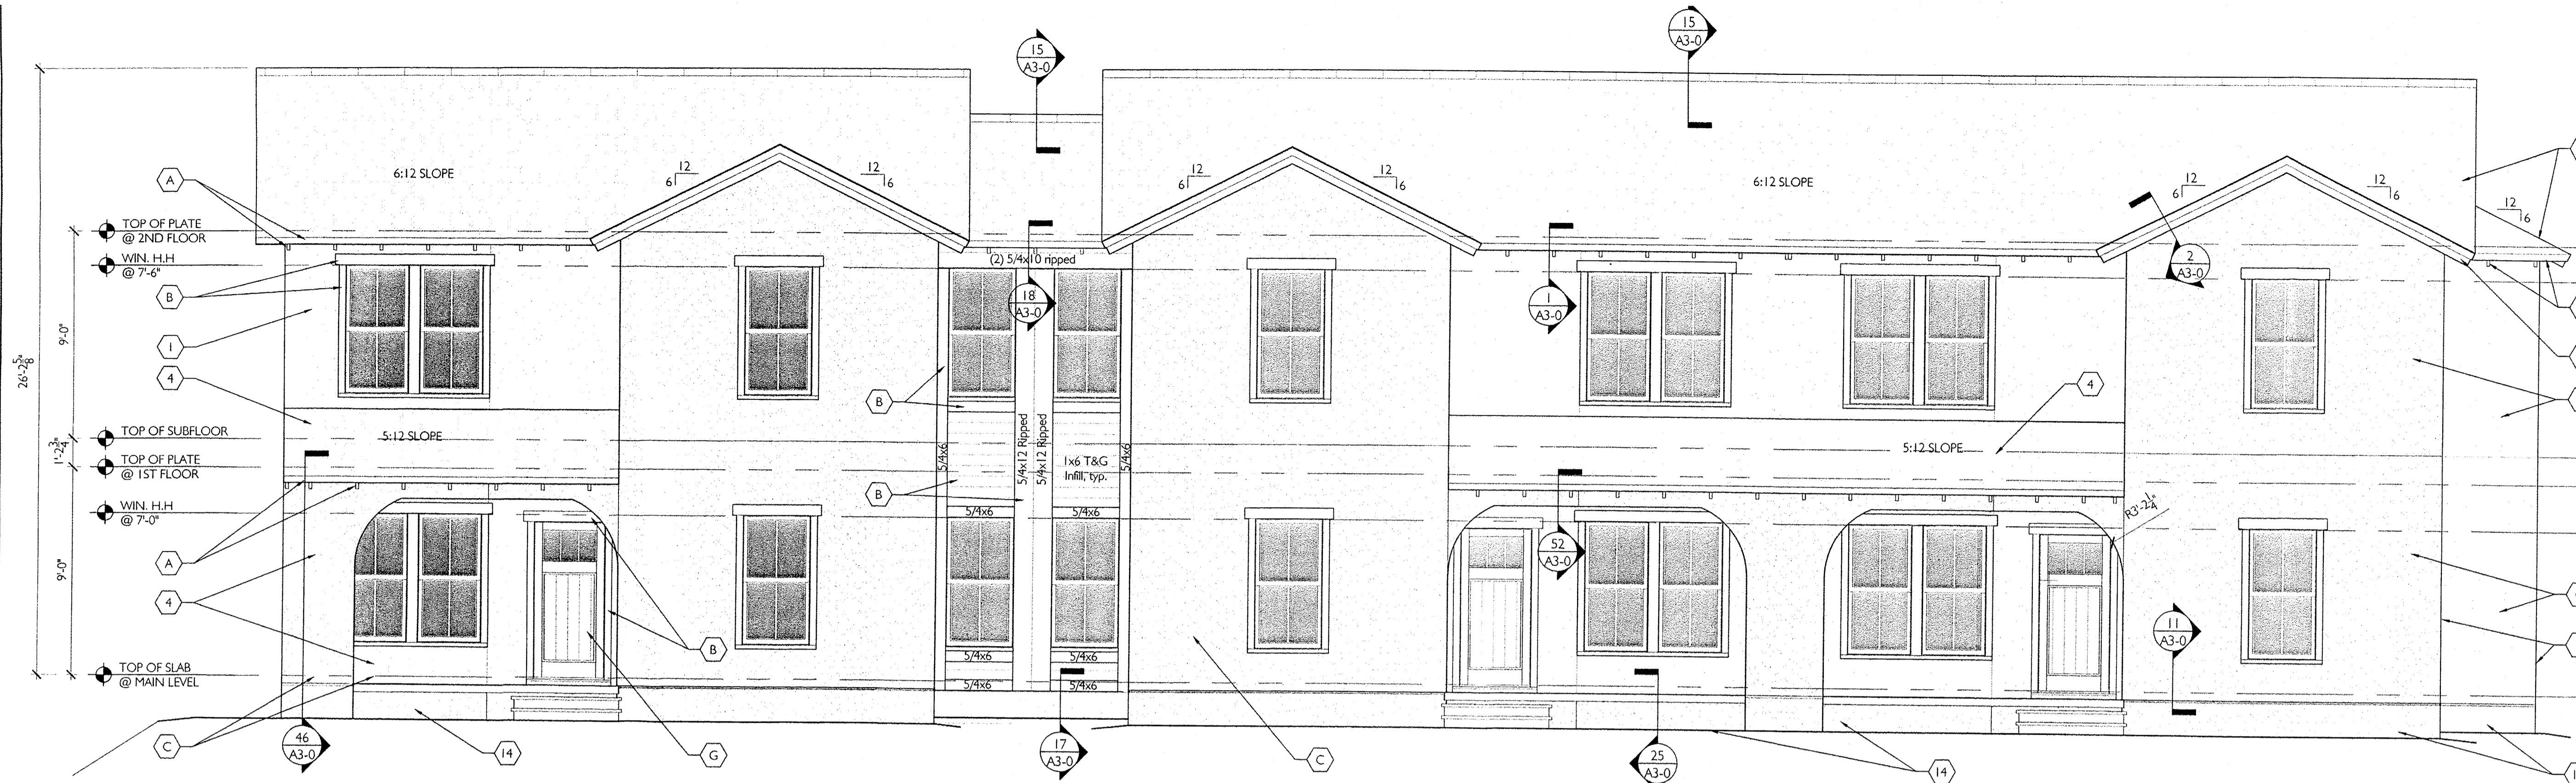 15
A3-0
15
A3-0
6:12 SLOPE
12
6
12
6
12
6
12
6
6:12 SLOPE
12
6
12
6
12
6
A
TOP OF PLATE
@ 2ND FLOOR
WIN. H.H
@ 7'-6"
B
1
4
(2) 5/4x10 ripped
18
A3-0
1
A3-0
2
A3-0
9'-0"
26'-2 5/8"
1'-2 3/4"
9'-0"
B
4
TOP OF SUBFLOOR
5:12 SLOPE
5:12 SLOPE
TOP OF PLATE
@ 1ST FLOOR
5/4x6
5/4x12 Ripped
5/4x12 Ripped
1x6 T&G
Infill, typ.
5/4x6
B
WIN. H.H
@ 7'-0"
5/4x6
5/4x6
R3'-2 1/4"
A
52
A3-0
4
B
11
A3-0
TOP OF SLAB
@ MAIN LEVEL
5/4x6
5/4x6
5/4x6
5/4x6
C
46
A3-0
14
G
17
A3-0
C
25
A3-0
14